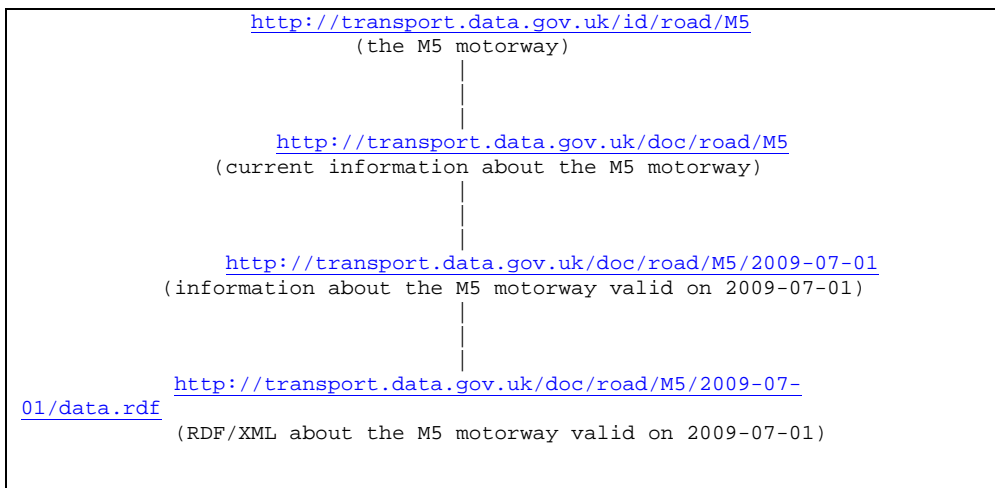 http://transport.data.gov.uk/id/road/M5
(the M5 motorway)
|
|
|
http://transport.data.gov.uk/doc/road/M5
(current information about the M5 motorway)
|
|
|
http://transport.data.gov.uk/doc/road/M5/2009-07-01
(information about the M5 motorway valid on 2009-07-01)
|
|
|
http://transport.data.gov.uk/doc/road/M5/2009-07-
01/data.rdf
(RDF/XML about the M5 motorway valid on 2009-07-01)